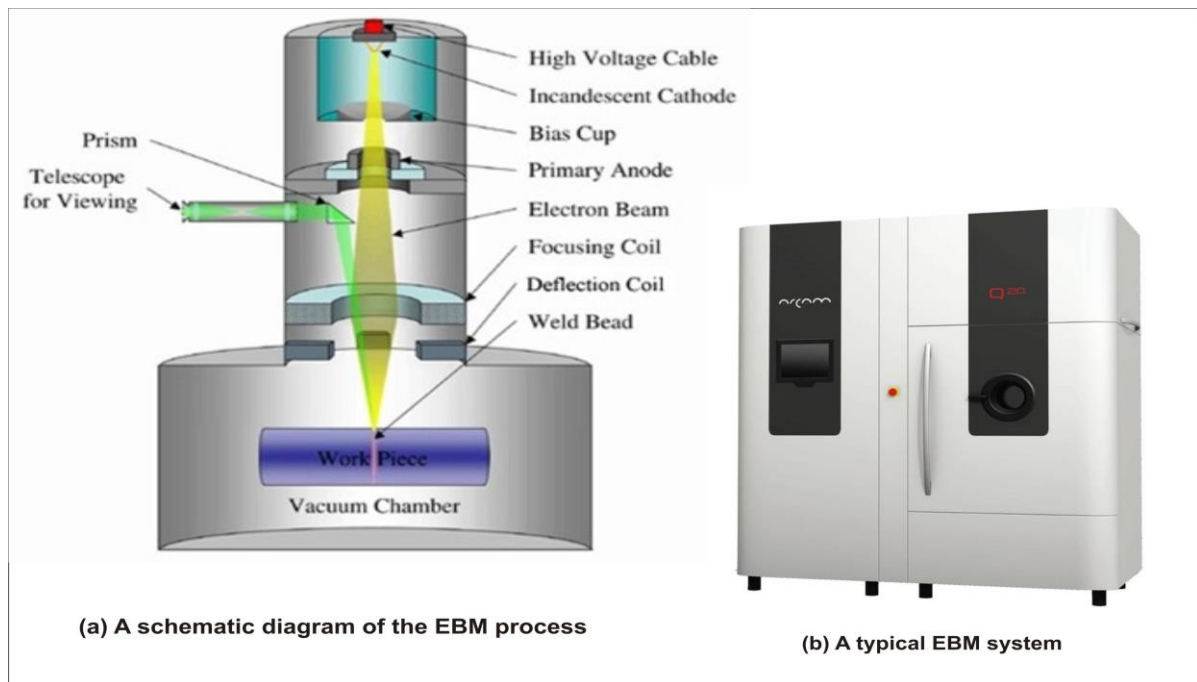 High Voltage Cable
Incandescent Cathode
Bias Cup
Prism
Primary Anode
Telescope
for Viewing
Electron Beam
Focusing Coil
Deflection Coil
Weld Bead
Work Piece
Vacuum Chamber
(a) A schematic diagram of the EBM process
arcam
Q20
(b) A typical EBM system